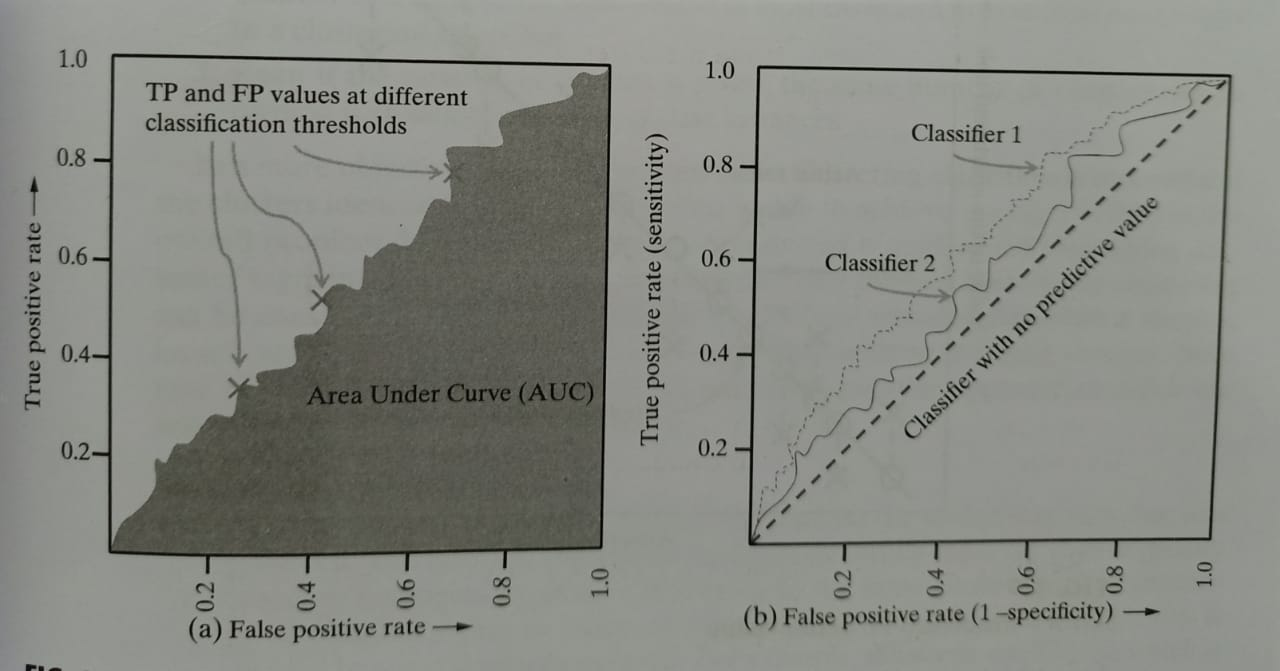 1.0
TP and FP values at different
classification thresholds
0.8
0.6
0.4
0.2
True positive rate
Area Under Curve (AUC)
0.2
0.4
0.6
0.8
1.0
(a) False positive rate
1.0
0.8
0.6
0.4
0.2
True positive rate (sensitivity)
Classifier 1
Classifier 2
Classifier with no predictive value
0.2
0.4
0.6
0.8
1.0
(b) False positive rate (1–specificity)